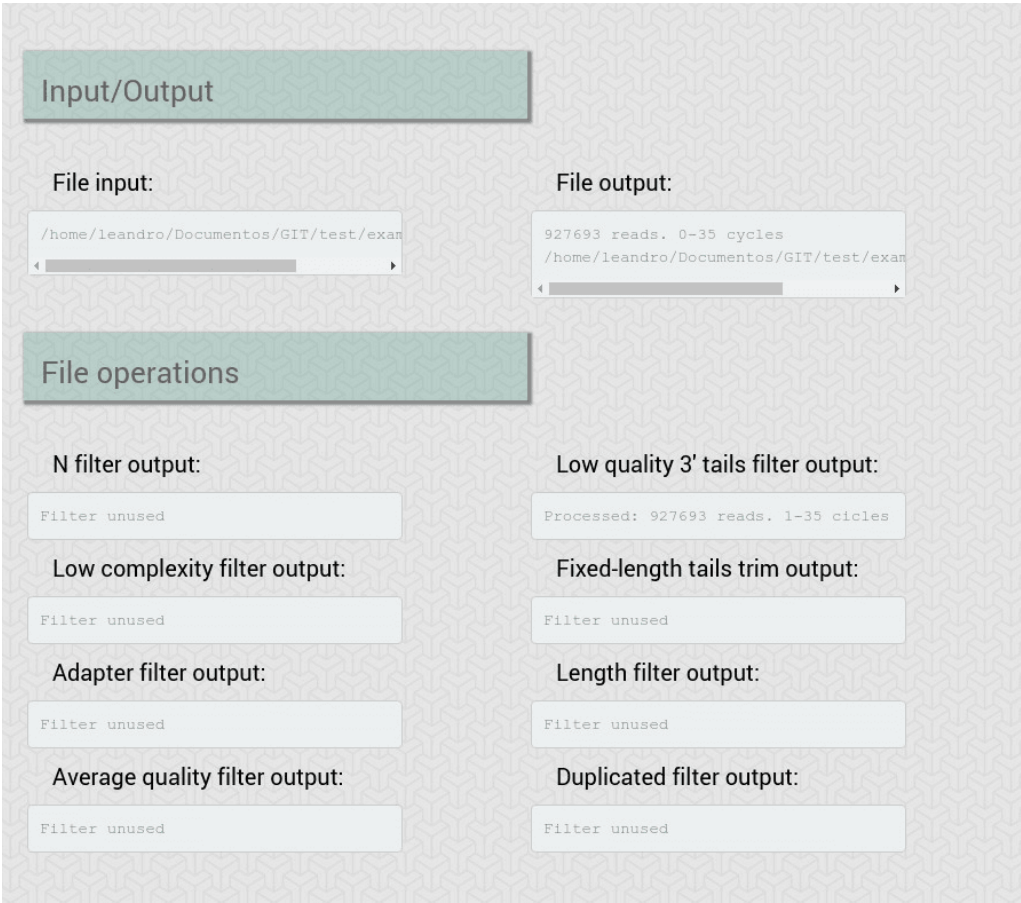 Input/Output
File input:
/home/leandro/Documentos/GIT/test/exam
File output:
927693 reads. 0-35 cycles
/home/leandro/Documentos/GIT/test/exam
File operations
N filter output:
Filter unused
Low quality 3' tails filter output:
Processed: 927693 reads. 1-35 cicles
Low complexity filter output:
Filter unused
Fixed-length tails trim output:
Filter unused
Adapter filter output:
Filter unused
Length filter output:
Filter unused
Average quality filter output:
Filter unused
Duplicated filter output:
Filter unused